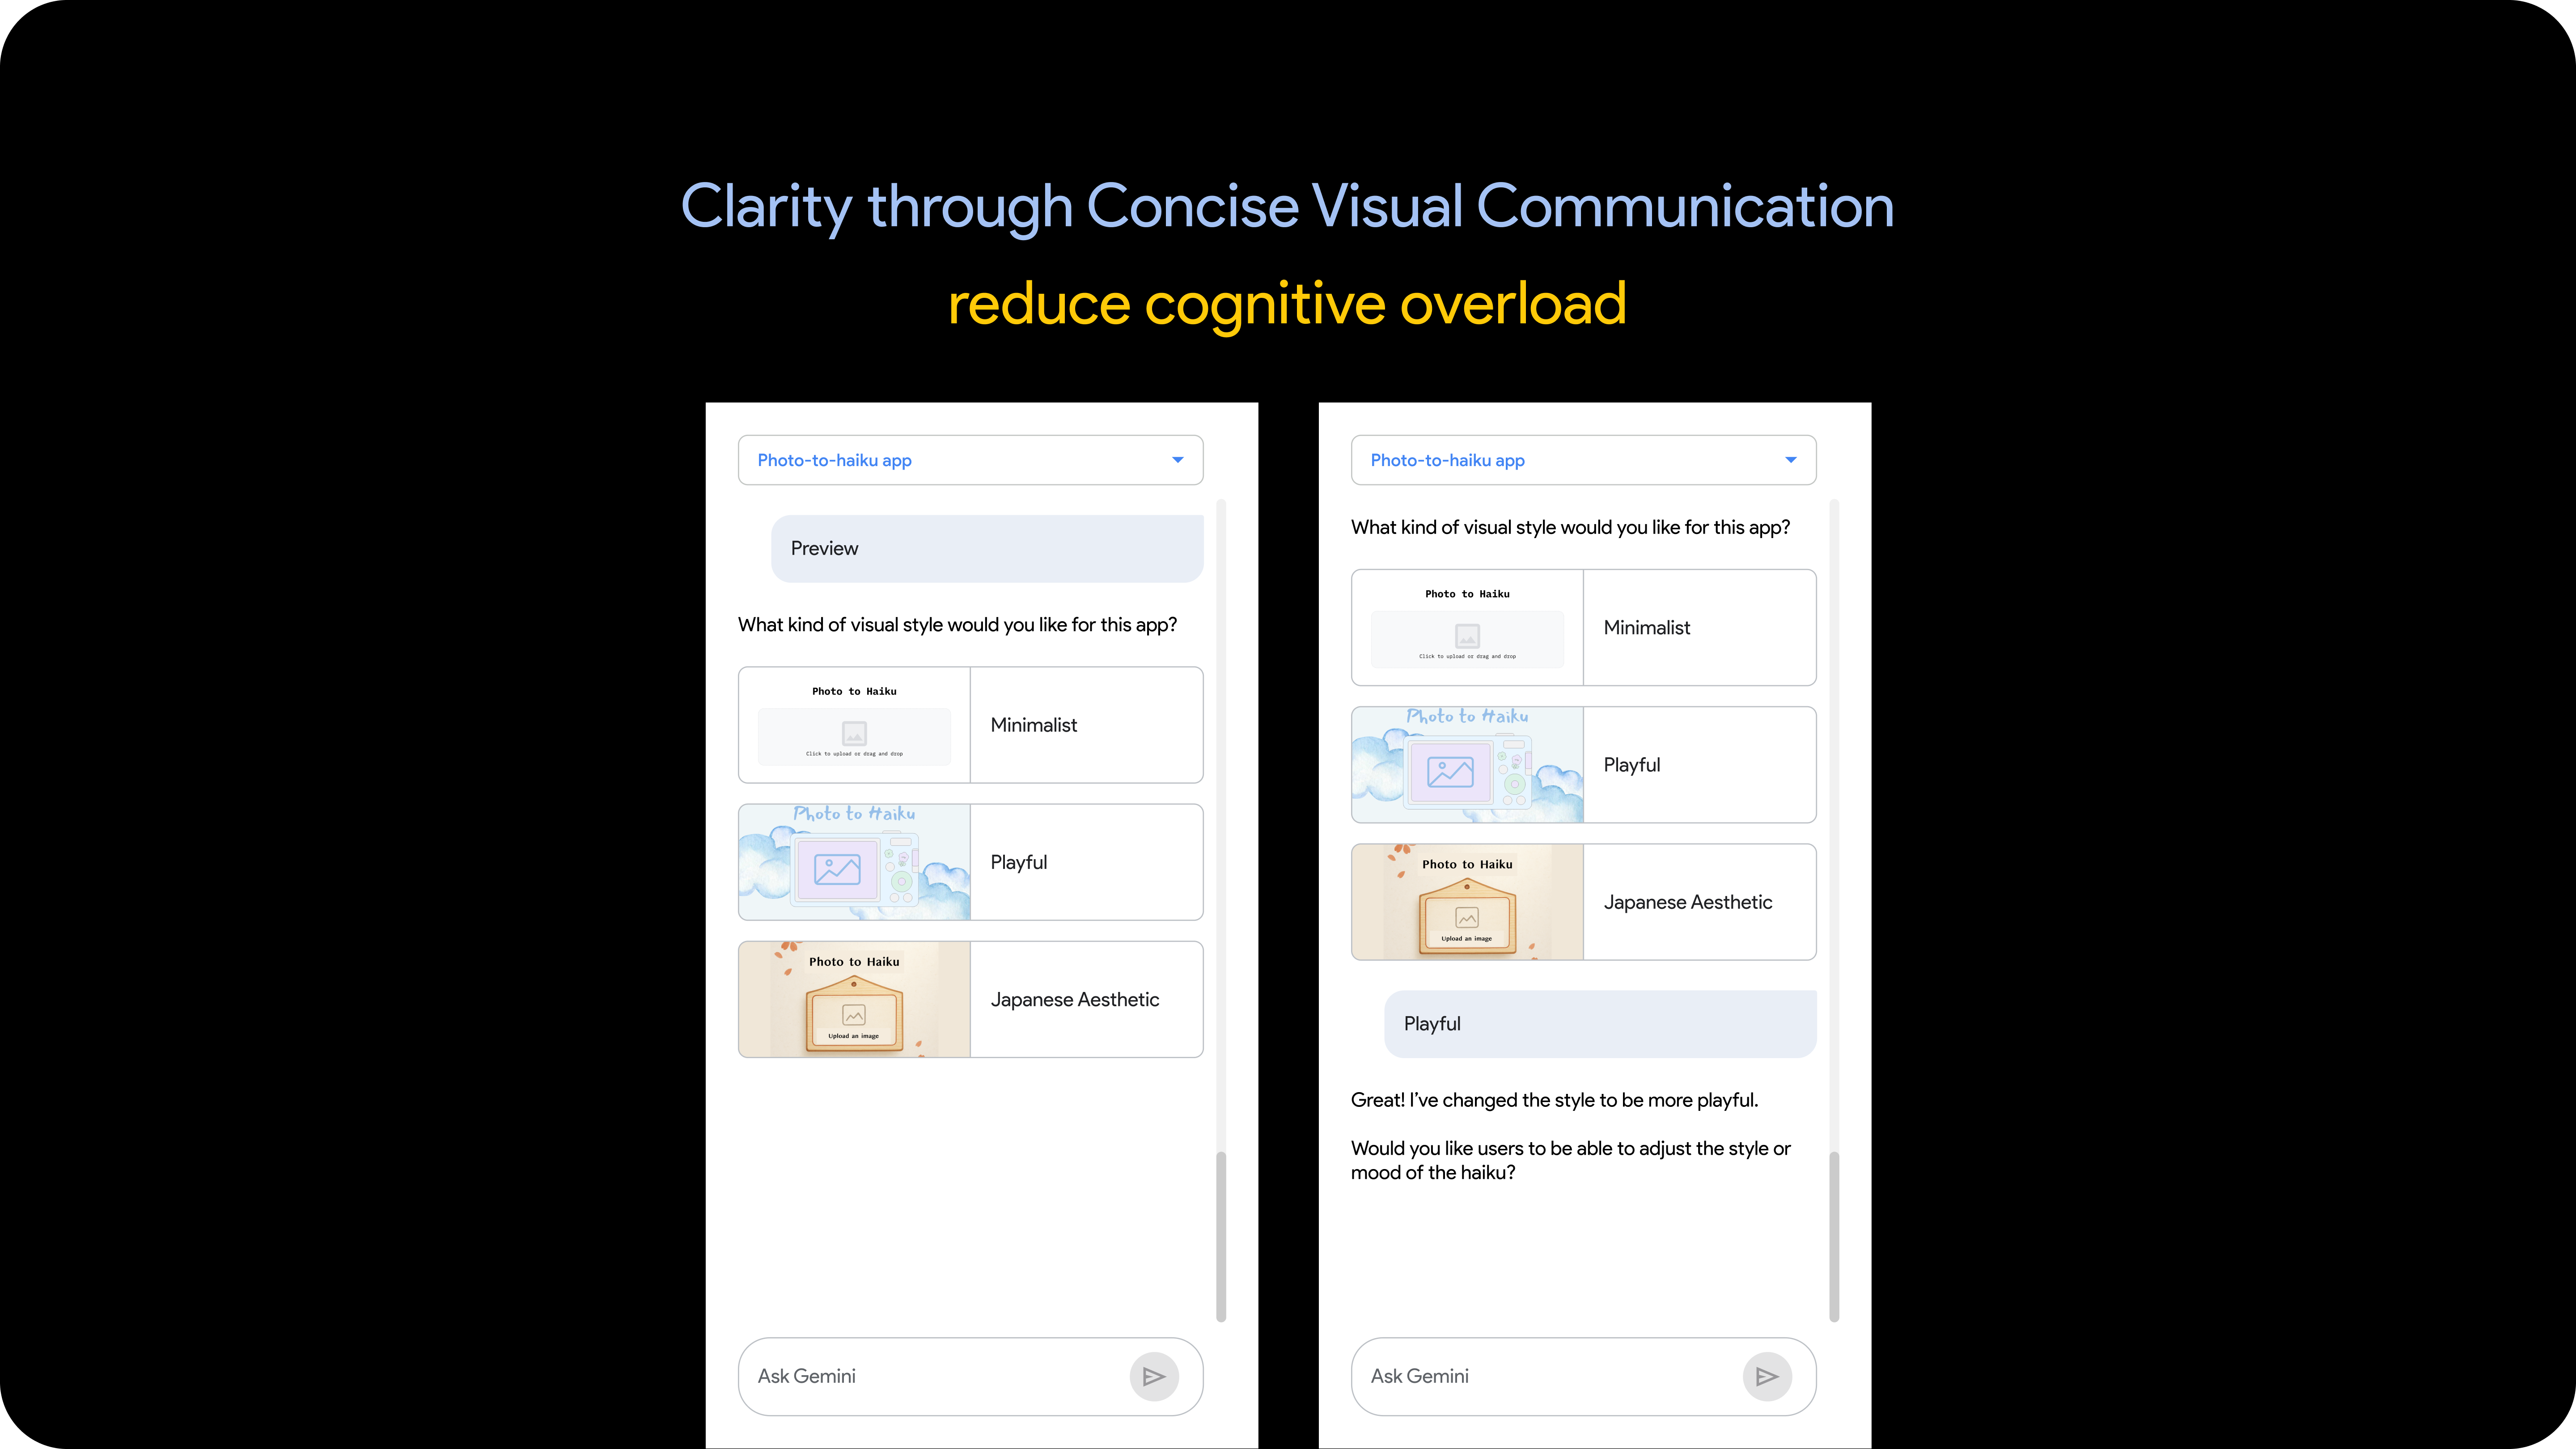 Clarity through Concise Visual Communication
reduce cognitive overload
Photo-to-haiku app
Preview
What kind of visual style would you like for this app?
Photo to Haiku
Click to upload or drag and drop
Minimalist
Photo to Haiku
Playful
Photo to Haiku
Upload an image
Japanese Aesthetic
Ask Gemini
Photo-to-haiku app
What kind of visual style would you like for this app?
Photo to Haiku
Click to upload or drag and drop
Minimalist
Photo to Haiku
Playful
Photo to Haiku
Upload an image
Japanese Aesthetic
Playful
Great! I’ve changed the style to be more playful.
Would you like users to be able to adjust the style or
mood of the haiku?
Ask Gemini